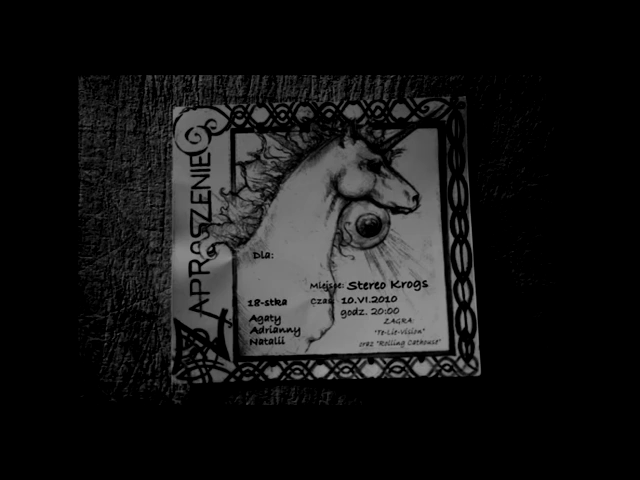 ZAPRASZENIE
Dla:
Miejsce: Stereo Krogs
18-stka
Czas: 10.VI.2010
godz. 20:00
Agaty
Adrianny
Natalii
ZAGRA:
"Te-Lie-Vision"
oraz "Rolling Cathouse"